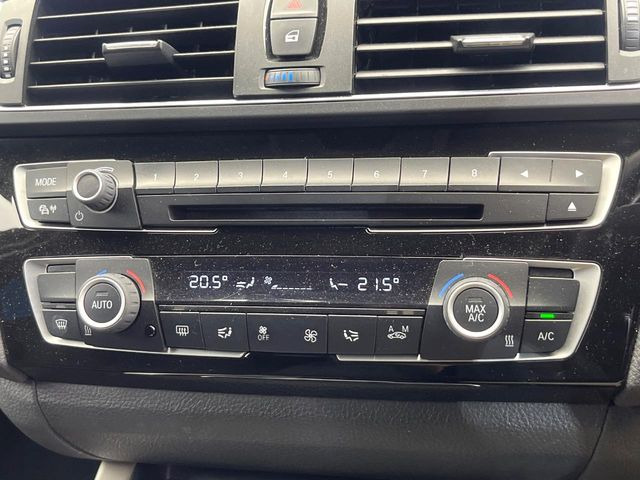 MODE 1 2 3 4 5 6 7 8
20.5° 21.5°
AUTO
MAX
A/C
OFF
A M
A/C